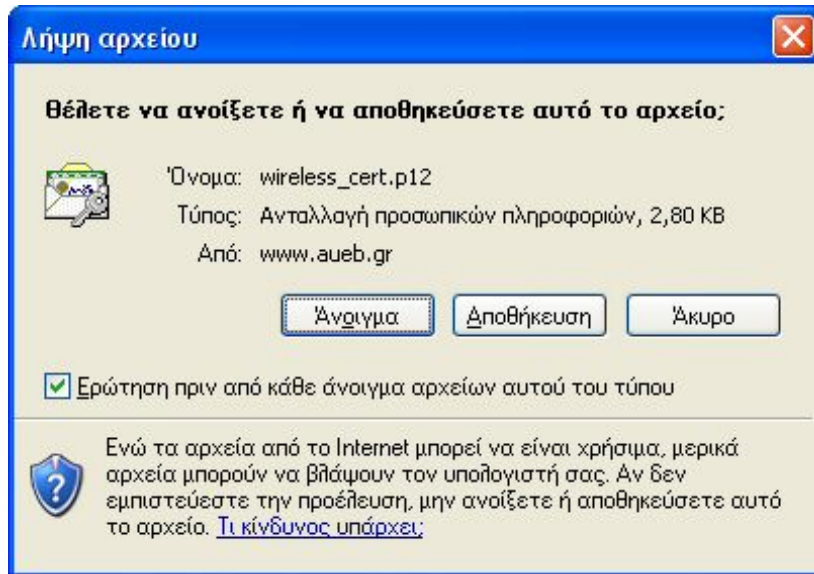 Λήψη αρχείου
Θέλετε να ανοίξετε ή να αποθηκεύσετε αυτό το αρχείο;
Όνομα: wireless_cert.p12
Τύπος: Ανταλλαγή προσωπικών πληροφοριών, 2,80 KB
Από: www.aueb.gr
Άνοιγμα Αποθήκευση Άκυρο
Ερώτηση πριν από κάθε άνοιγμα αρχείων αυτού του τύπου
Ενώ τα αρχεία από το Internet μπορεί να είναι χρήσιμα, μερικά
αρχεία μπορούν να βλάψουν τον υπολογιστή σας. Αν δεν
εμπιστεύεστε την προέλευση, μην ανοίξετε ή αποθηκεύσετε αυτό
το αρχείο. Τι κίνδυνος υπάρχει;